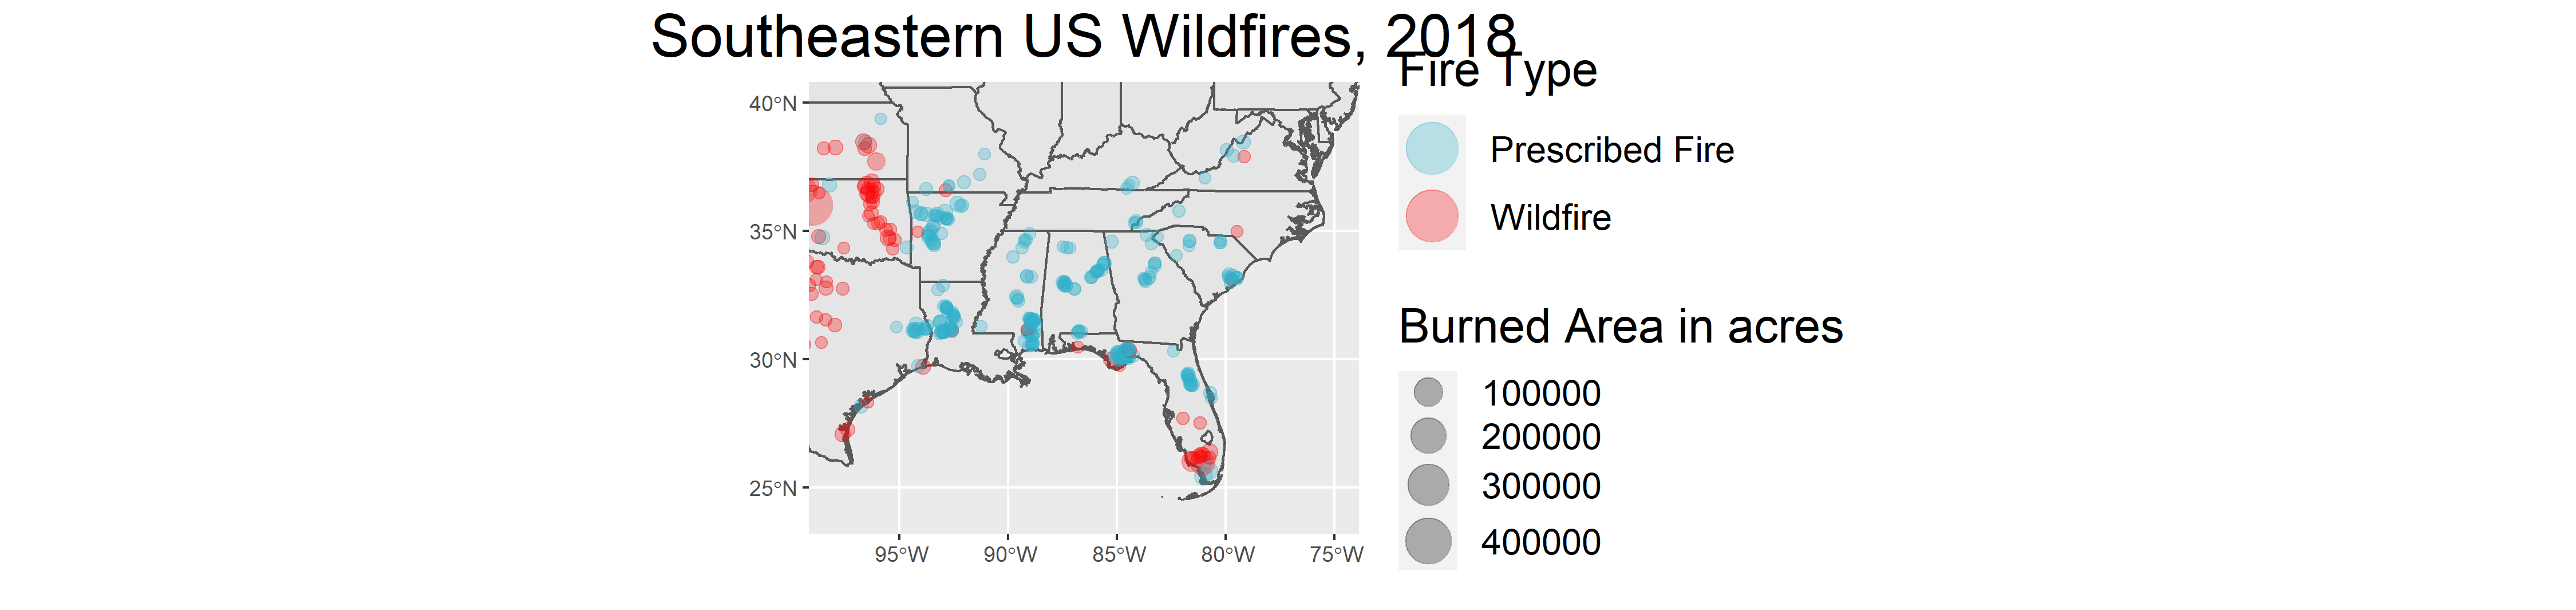 Southeastern US Wildfires, 2018
40°N
35°N
30°N
25°N
95°W
90°W
85°W
80°W
75°W
Fire Type
Prescribed Fire
Wildfire
Burned Area in acres
100000
200000
300000
400000